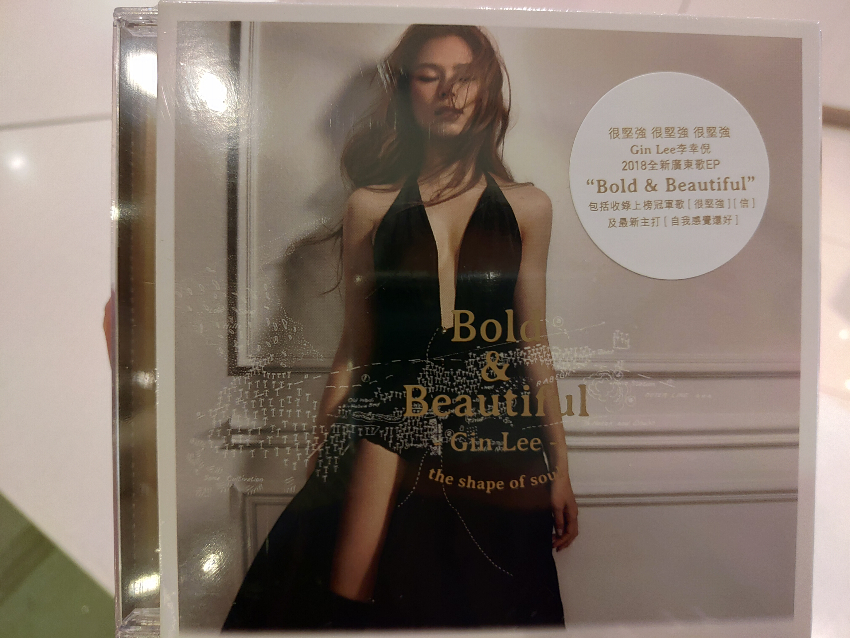 很堅強 很堅強 很堅強
Gin Lee李幸倪
2018全新廣東歌EP
“Bold & Beautiful”
包括收錄上榜冠軍歌 [ 很堅強 ] [ 信 ]
及最新主打 [ 自我感覺還好 ]
Bold
&
Beautiful
- Gin Lee -
the shape of soul